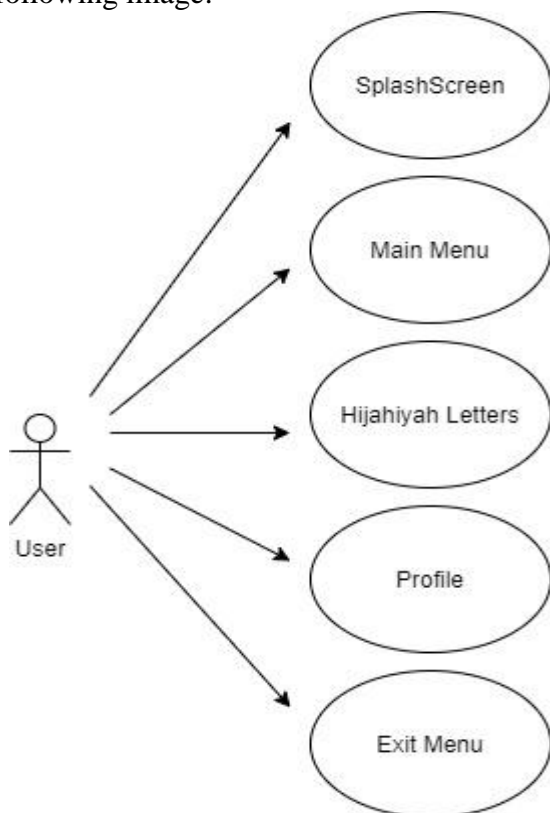 following image:
SplashScreen
Main Menu
Hijahiyah Letters
User
Profile
Exit Menu